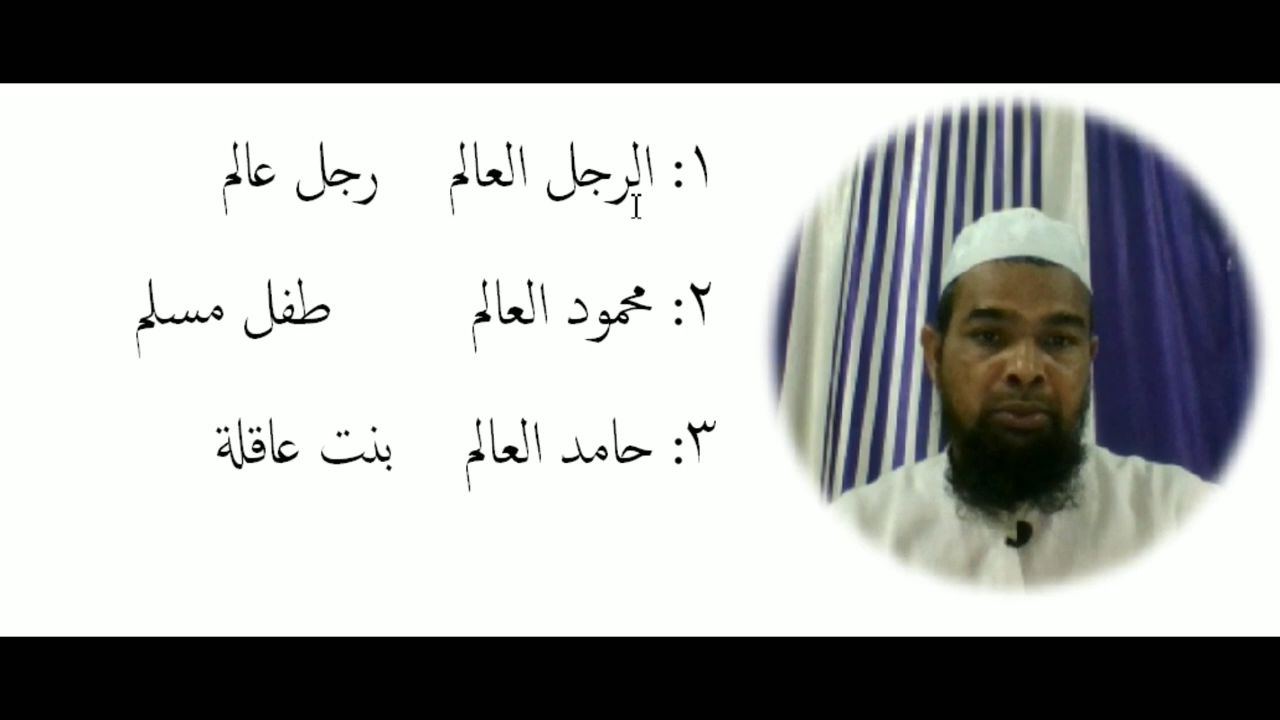 ١: الرجل العالم رجل عالم
٢: محمود العالم طفل مسلم
٣: حامد العالم بنت عاقلة